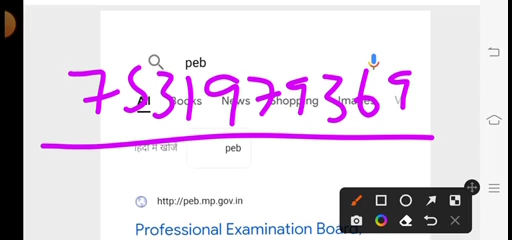 peb
7531979369
All Books News Shopping Images V
हिंदी में खोजें peb
http://peb.mp.gov.in
Professional Examination Board,